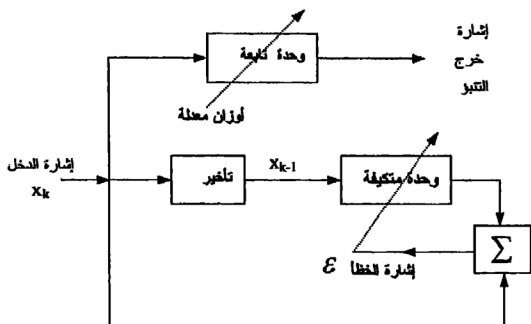 إشارة
خرج
التنبؤ
وحدة تابعة
أوزان معدلة
إشارة الدخل
xk
تأخير
xk-1
وحدة متكيفة
Σ
إشارة الخطأ ε